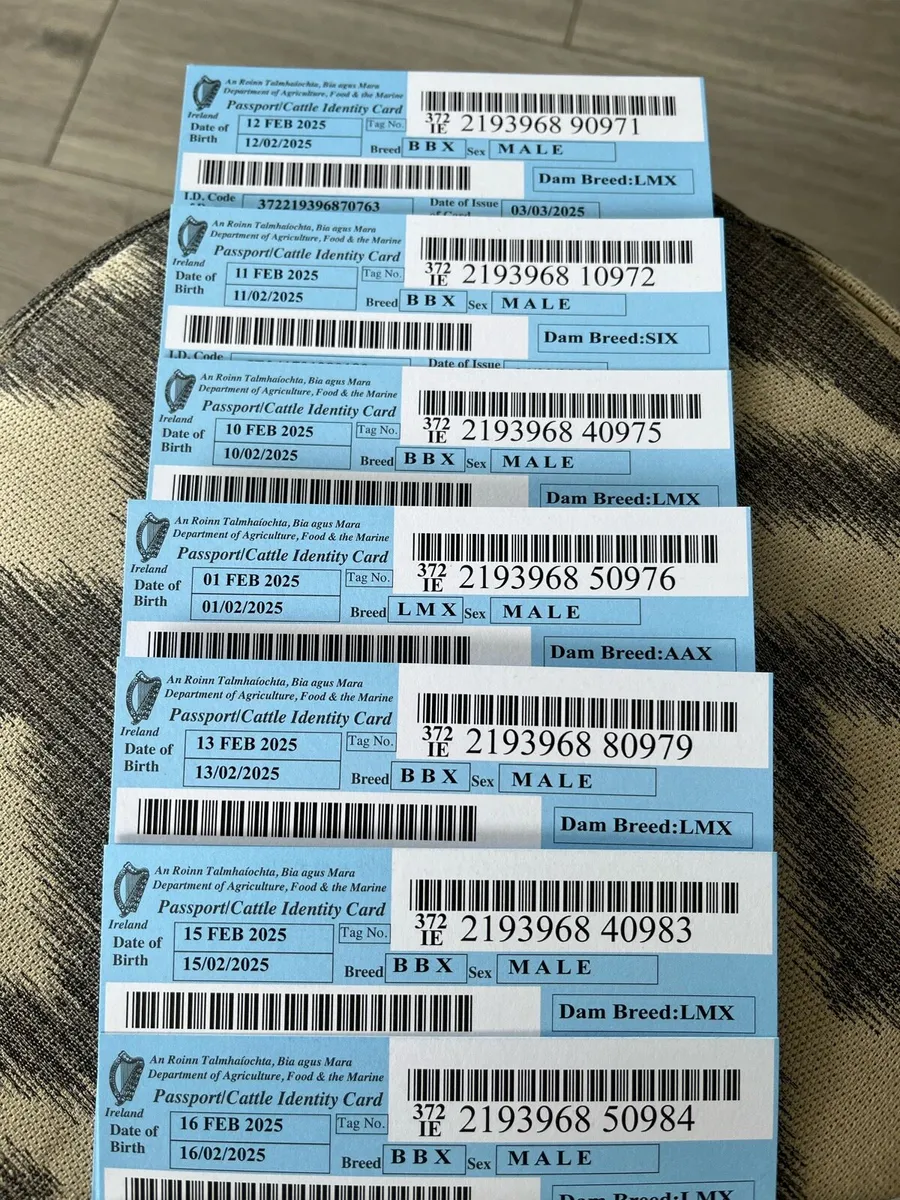 An Roinn Talmhaíochta, Bia agus Mara
Department of Agriculture, Food & the Marine
Passport/Cattle Identity Card
Ireland
Date of Birth
12 FEB 2025
12/02/2025
Tag No.
372 IE 2193968 90971
Breed BBX Sex MALE
Dam Breed:LMX
I.D. Code
372219396870763
Date of Issue
of Card
03/03/2025
An Roinn Talmhaíochta, Bia agus Mara
Department of Agriculture, Food & the Marine
Passport/Cattle Identity Card
Ireland
Date of Birth
11 FEB 2025
11/02/2025
Tag No.
372 IE 2193968 10972
Breed BBX Sex MALE
Dam Breed:SIX
I.D. Code
Date of Issue
An Roinn Talmhaíochta, Bia agus Mara
Department of Agriculture, Food & the Marine
Passport/Cattle Identity Card
Ireland
Date of Birth
10 FEB 2025
10/02/2025
Tag No.
372 IE 2193968 40975
Breed BBX Sex MALE
Dam Breed:LMX
An Roinn Talmhaíochta, Bia agus Mara
Department of Agriculture, Food & the Marine
Passport/Cattle Identity Card
Ireland
Date of Birth
01 FEB 2025
01/02/2025
Tag No.
372 IE 2193968 50976
Breed LMX Sex MALE
Dam Breed:AAX
An Roinn Talmhaíochta, Bia agus Mara
Department of Agriculture, Food & the Marine
Passport/Cattle Identity Card
Ireland
Date of Birth
13 FEB 2025
13/02/2025
Tag No.
372 IE 2193968 80979
Breed BBX Sex MALE
Dam Breed:LMX
An Roinn Talmhaíochta, Bia agus Mara
Department of Agriculture, Food & the Marine
Passport/Cattle Identity Card
Ireland
Date of Birth
15 FEB 2025
15/02/2025
Tag No.
372 IE 2193968 40983
Breed BBX Sex MALE
Dam Breed:LMX
An Roinn Talmhaíochta, Bia agus Mara
Department of Agriculture, Food & the Marine
Passport/Cattle Identity Card
Ireland
Date of Birth
16 FEB 2025
16/02/2025
Tag No.
372 IE 2193968 50984
Breed BBX Sex MALE
Dam Breed:LMX